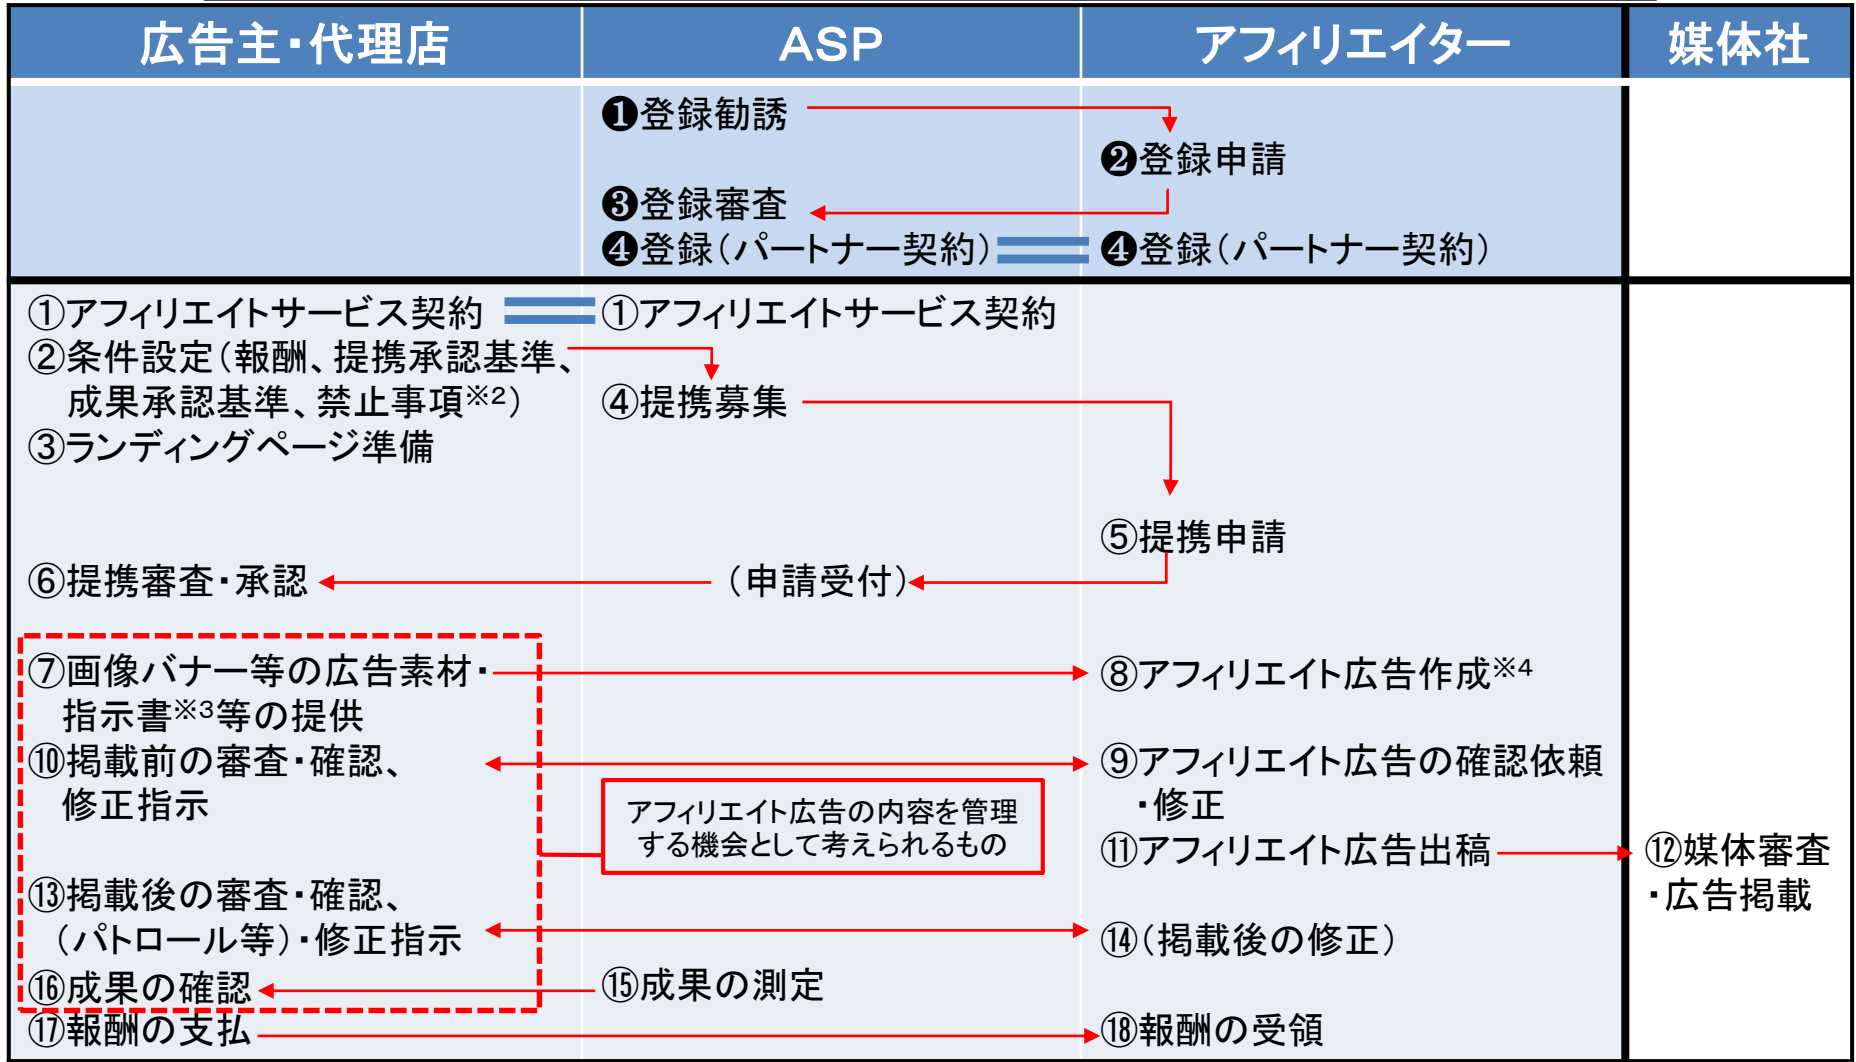 広告主・代理店
ASP
アフィリエイター
媒体社
❶登録勧誘
❷登録申請
❸登録審査
❹登録(パートナー契約)
❹登録(パートナー契約)
①アフィリエイトサービス契約
①アフィリエイトサービス契約
②条件設定(報酬、提携承認基準、
成果承認基準、禁止事項※2)
④提携募集
③ランディングページ準備
⑤提携申請
⑥提携審査・承認
(申請受付)
⑦画像バナー等の広告素材・
指示書※3等の提供
⑧アフィリエイト広告作成※4
⑩掲載前の審査・確認、
修正指示
⑨アフィリエイト広告の確認依頼
・修正
アフィリエイト広告の内容を管理
する機会として考えられるもの
⑪アフィリエイト広告出稿
⑫媒体審査
・広告掲載
⑬掲載後の審査・確認、
(パトロール等)・修正指示
⑭(掲載後の修正)
⑯成果の確認
⑮成果の測定
⑰報酬の支払
⑱報酬の受領